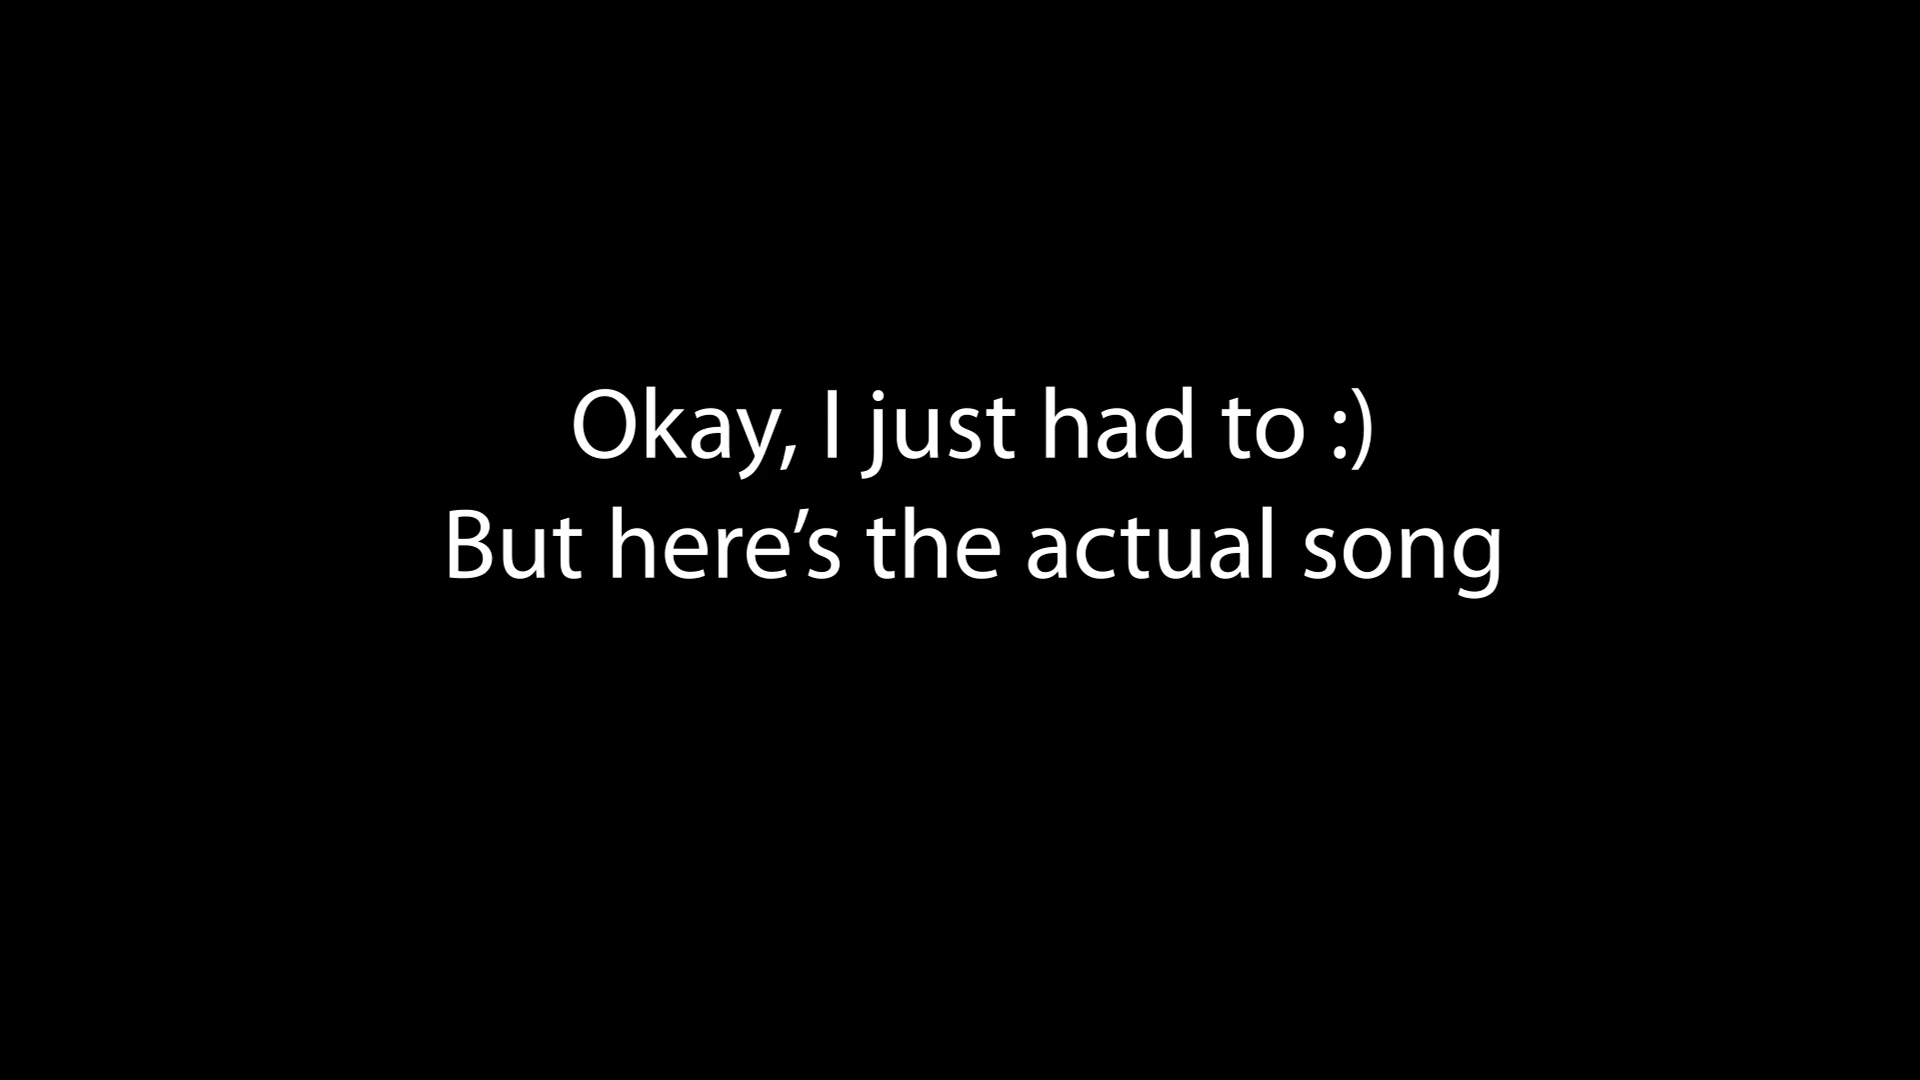 Okay, I just had to :)
But here’s the actual song